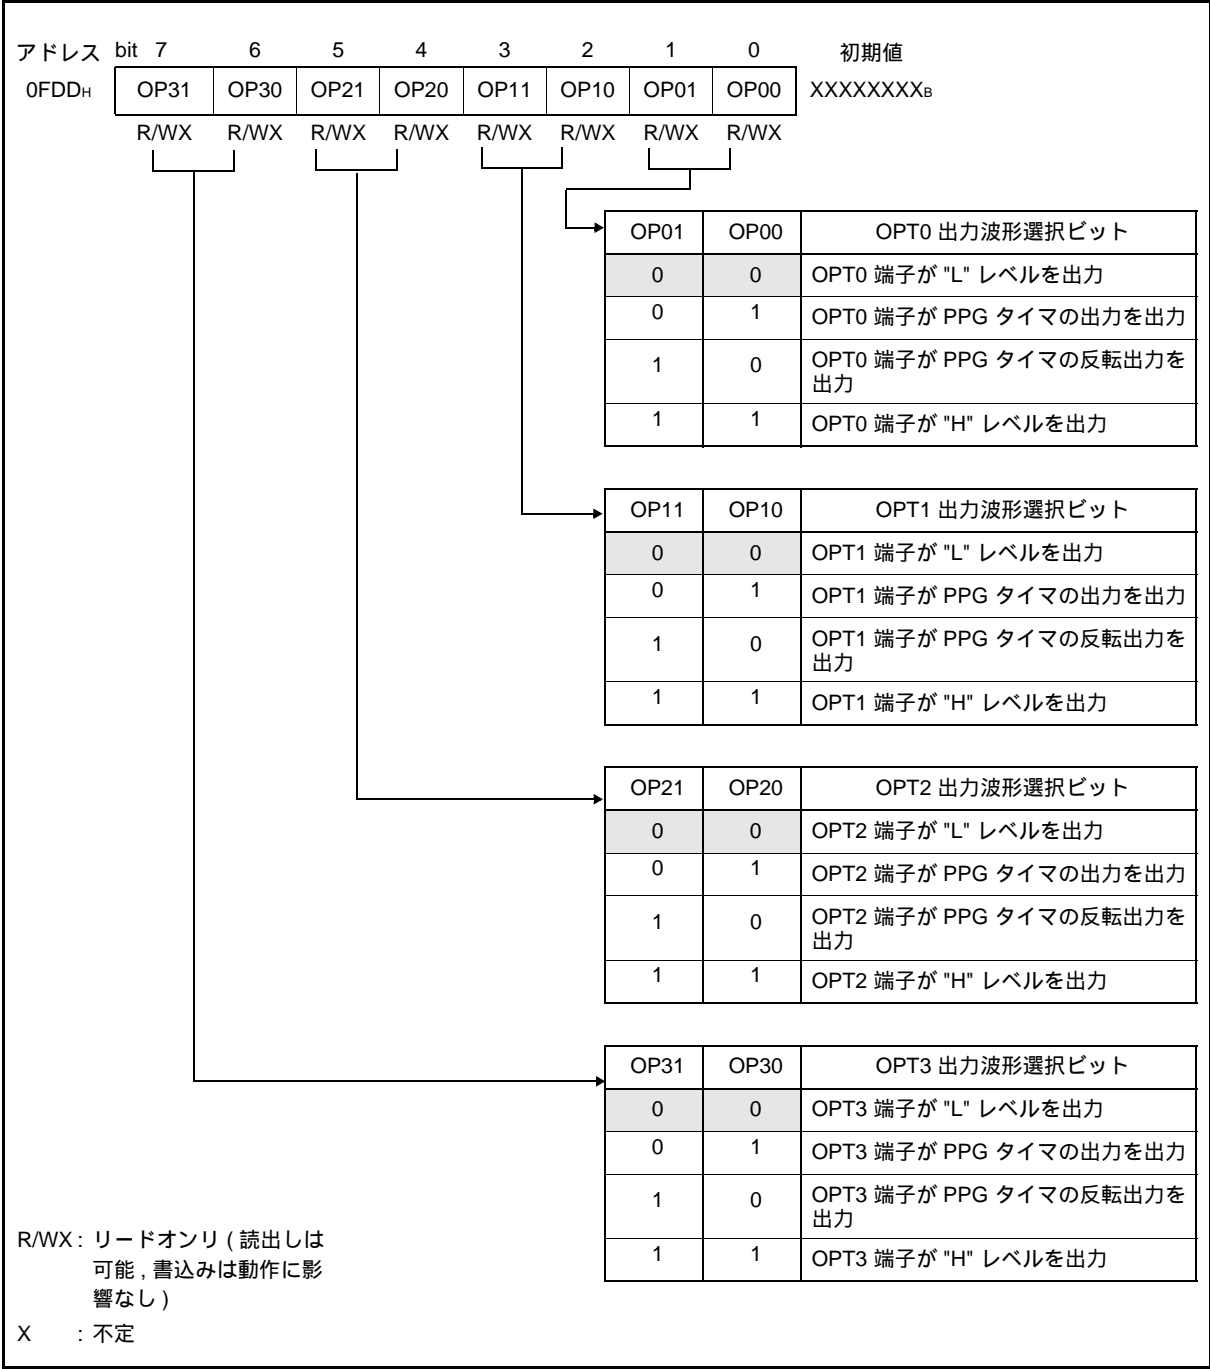 アドレス bit 7 6 5 4 3 2 1 0 初期値
0FDDH OP31 OP30 OP21 OP20 OP11 OP10 OP01 OP00 XXXXXXXXB
R/WX R/WX R/WX R/WX R/WX R/WX R/WX R/WX
OP01 OP00 OPT0 出力波形選択ビット
0 0 OPT0 端子が "L" レベルを出力
0 1 OPT0 端子が PPG タイマの出力を出力
1 0 OPT0 端子が PPG タイマの反転出力を
出力
1 1 OPT0 端子が "H" レベルを出力
OP11 OP10 OPT1 出力波形選択ビット
0 0 OPT1 端子が "L" レベルを出力
0 1 OPT1 端子が PPG タイマの出力を出力
1 0 OPT1 端子が PPG タイマの反転出力を
出力
1 1 OPT1 端子が "H" レベルを出力
OP21 OP20 OPT2 出力波形選択ビット
0 0 OPT2 端子が "L" レベルを出力
0 1 OPT2 端子が PPG タイマの出力を出力
1 0 OPT2 端子が PPG タイマの反転出力を
出力
1 1 OPT2 端子が "H" レベルを出力
OP31 OP30 OPT3 出力波形選択ビット
0 0 OPT3 端子が "L" レベルを出力
0 1 OPT3 端子が PPG タイマの出力を出力
1 0 OPT3 端子が PPG タイマの反転出力を
出力
1 1 OPT3 端子が "H" レベルを出力
R/WX : リードオンリ ( 読出しは
可能 , 書込みは動作に影
響なし )
X : 不定